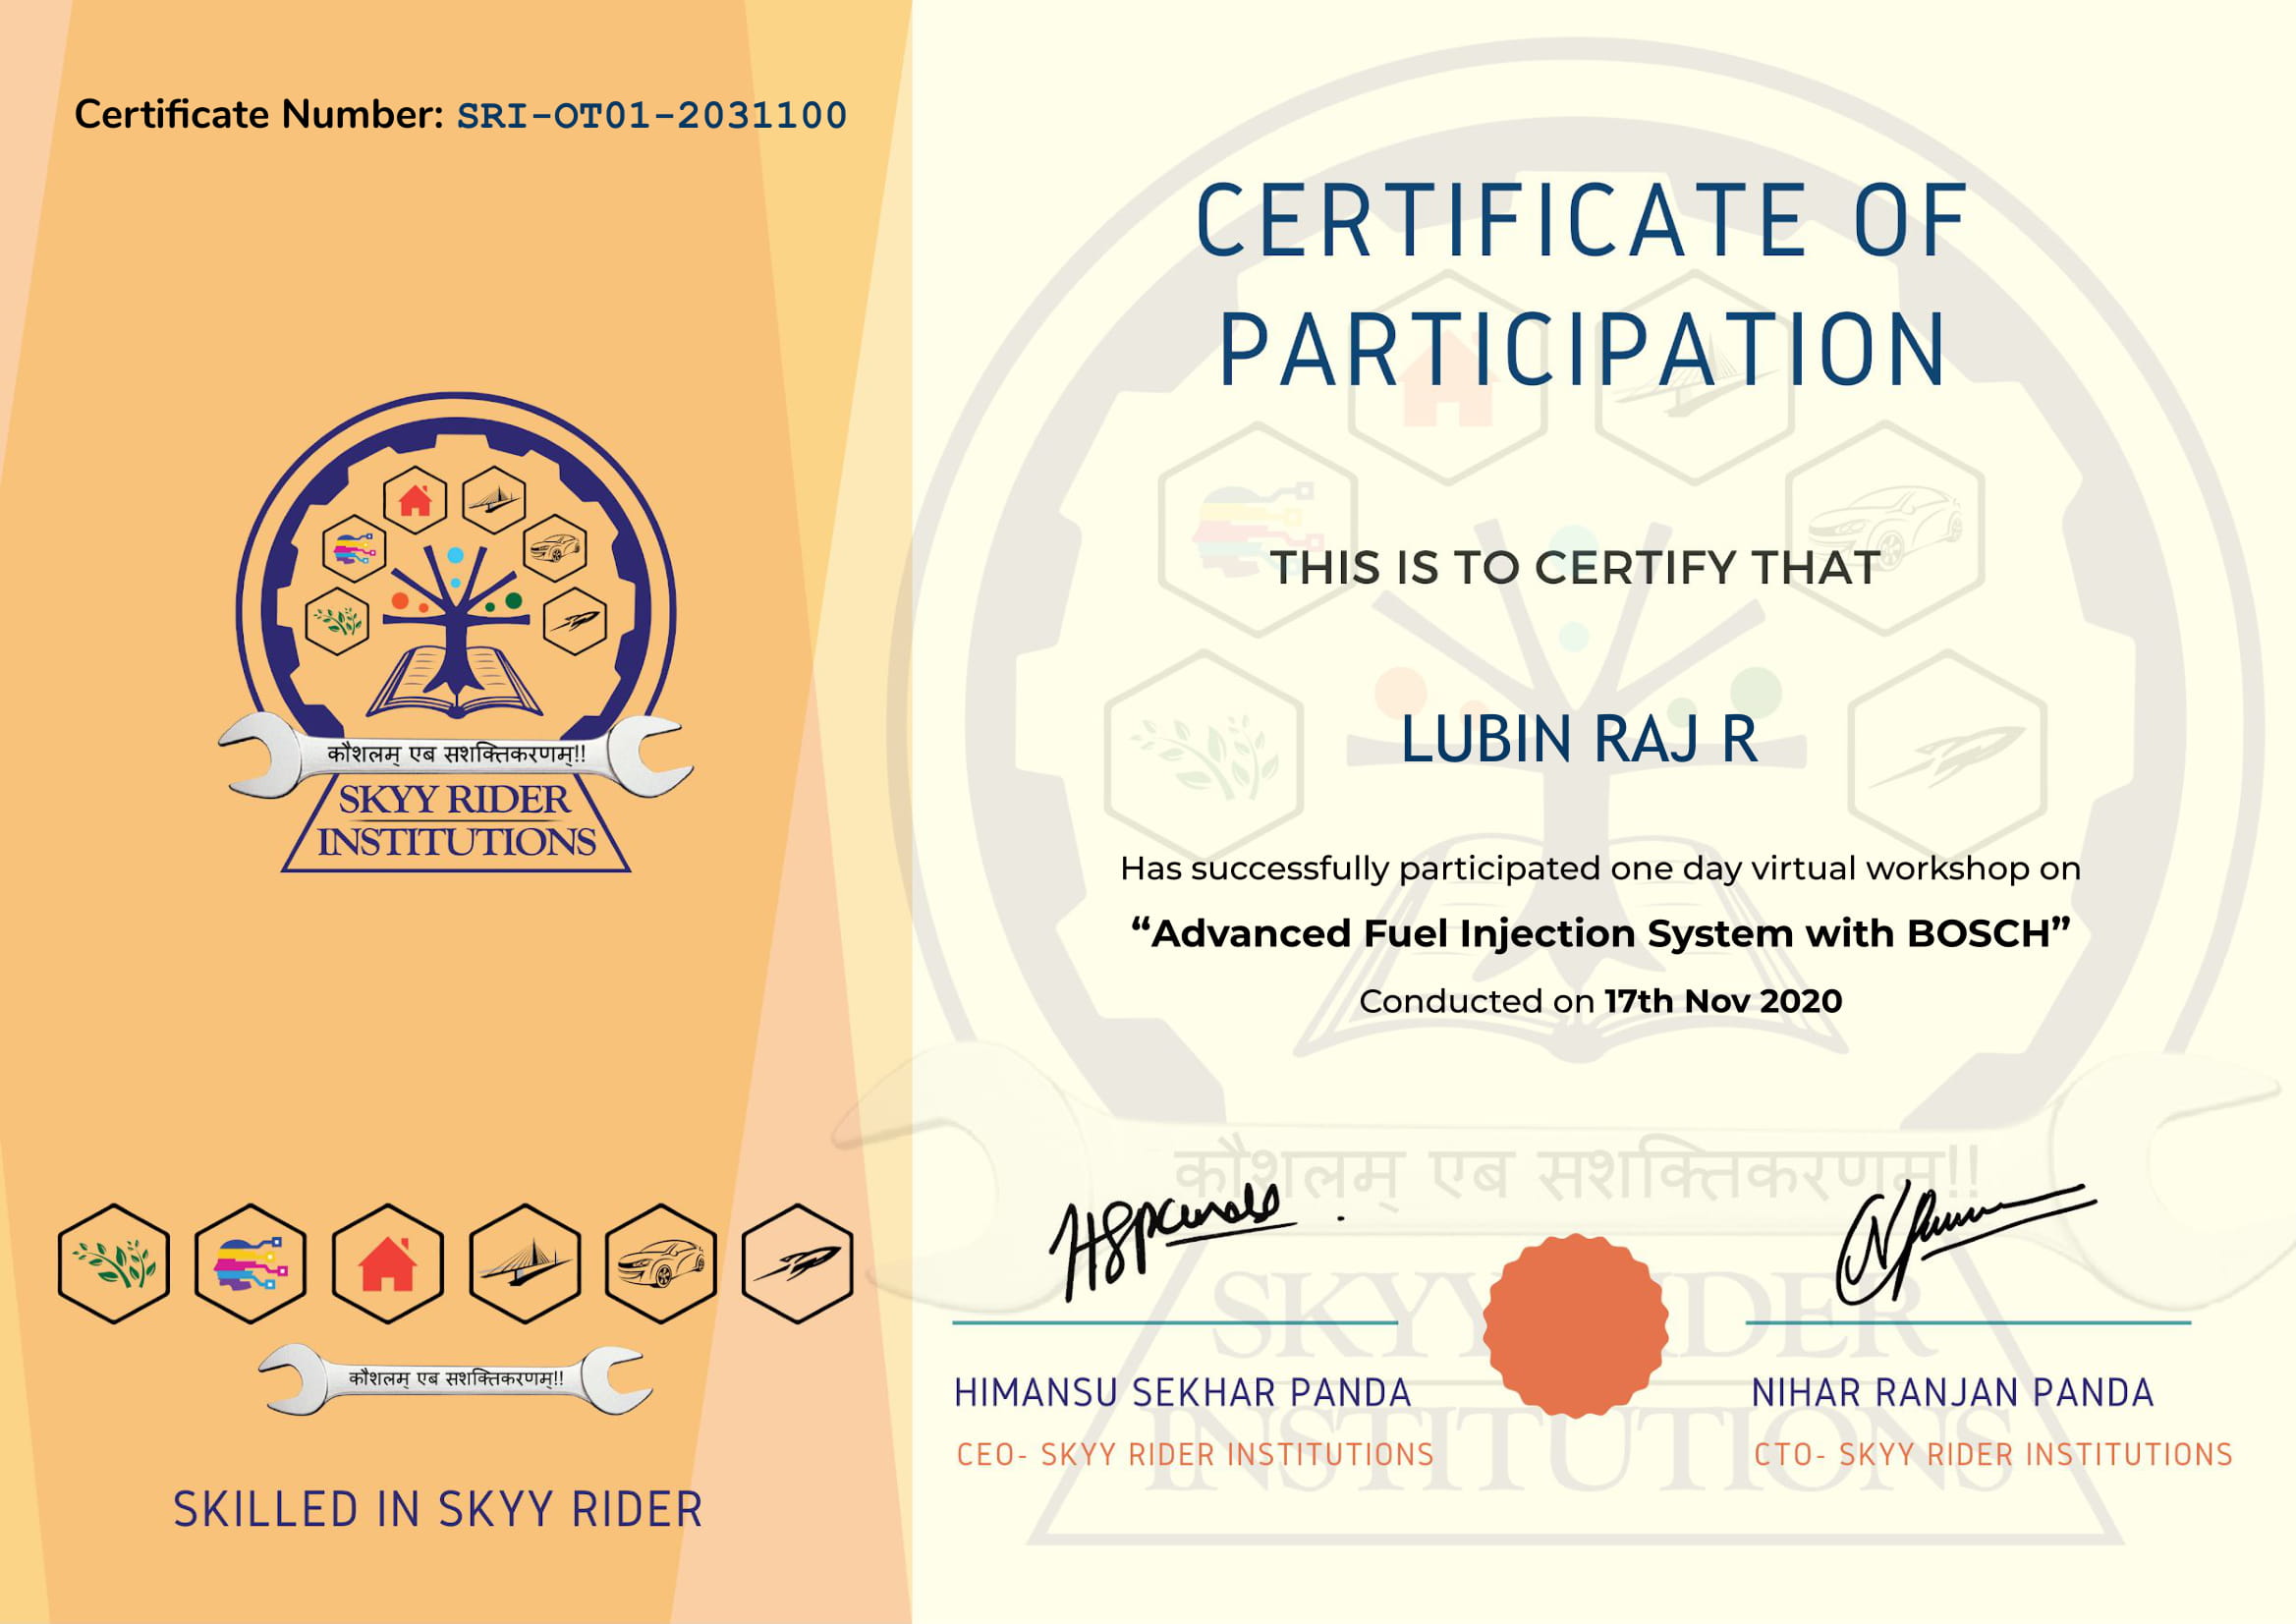 Certificate Number: SRI-OT01-2031100
कौशलम् एब सशक्तिकरणम्!!
SKYY RIDER
INSTITUTIONS
कौशलम् एब सशक्तिकरणम्!!
SKILLED IN SKYY RIDER
CERTIFICATE OF
PARTICIPATION
THIS IS TO CERTIFY THAT
LUBIN RAJ R
Has successfully participated one day virtual workshop on
“Advanced Fuel Injection System with BOSCH”
Conducted on 17th Nov 2020
कौशलम् एब सशक्तिकरणम्!!
SKYY RIDER
INSTITUTIONS
HIMANSU SEKHAR PANDA
CEO- SKYY RIDER INSTITUTIONS
NIHAR RANJAN PANDA
CTO- SKYY RIDER INSTITUTIONS